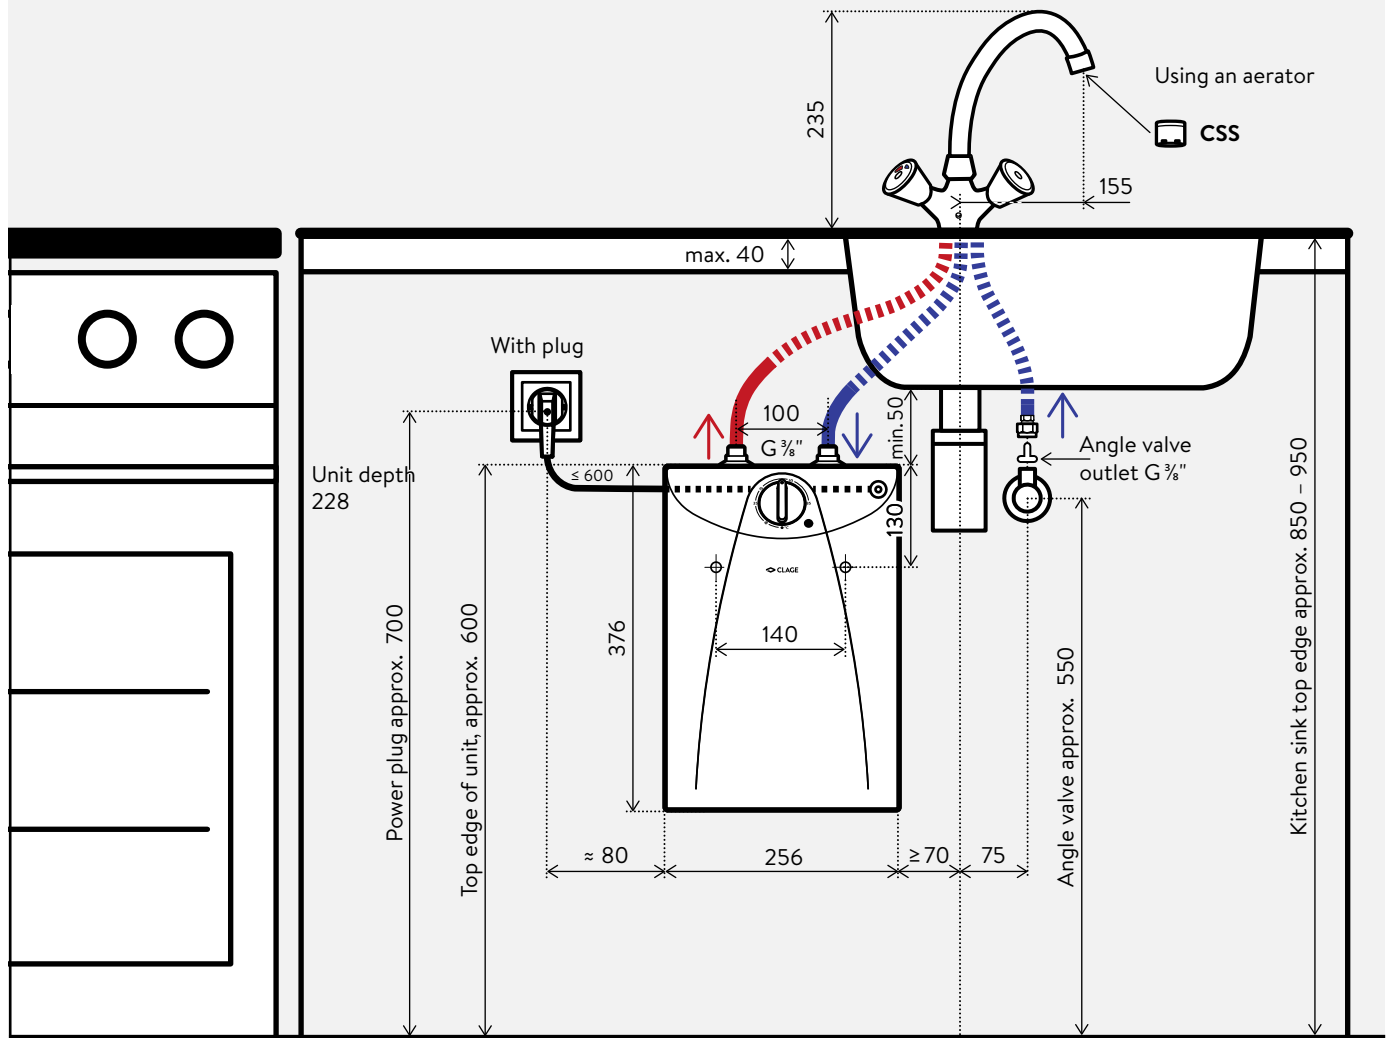 Using an aerator
CSS
235
155
max. 40
With plug
100
G ⅜"
min. 50
Angle valve
outlet G ⅜"
Unit depth
228
≤ 600
130
CLAGE
140
376
Power plug approx. 700
Top edge of unit, approx. 600
Angle valve approx. 550
Kitchen sink top edge approx. 850 – 950
≈ 80
256
≥ 70
75